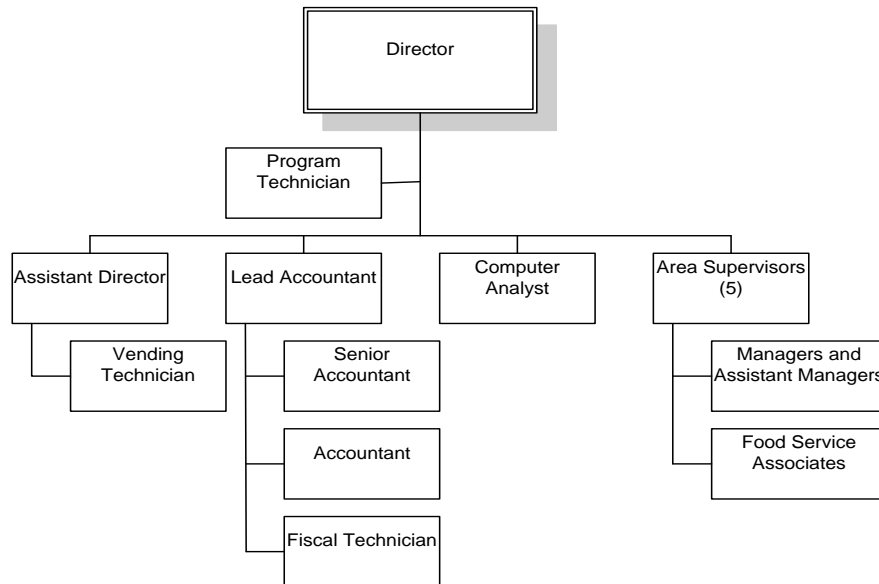 Director
Program
Technician
Assistant Director
Lead Accountant
Computer
Analyst
Area Supervisors
(5)
Vending
Technician
Senior
Accountant
Managers and
Assistant Managers
Accountant
Food Service
Associates
Fiscal Technician